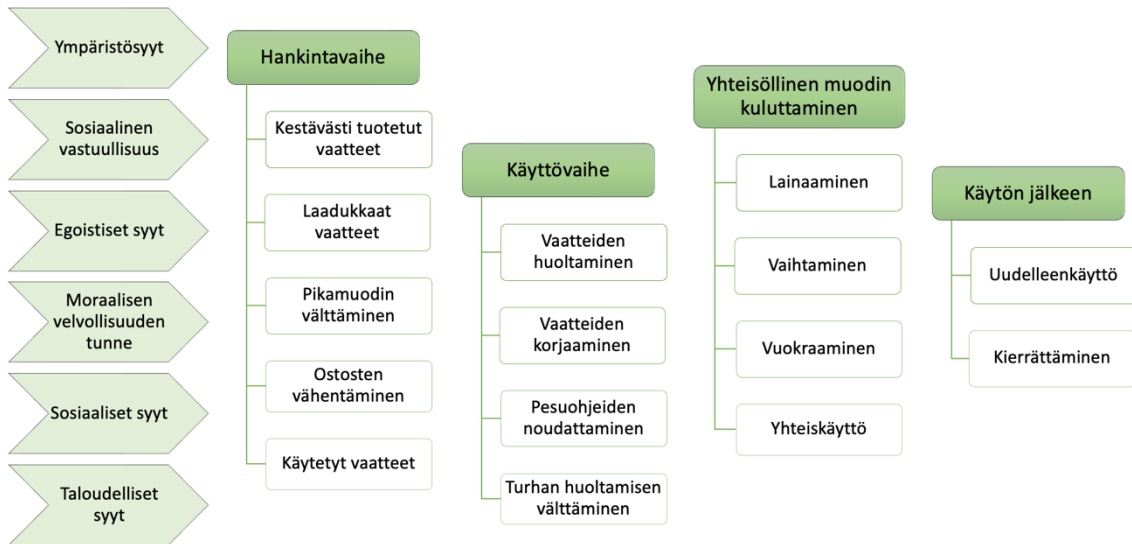 Ympäristösyyt
Sosiaalinen
vastuullisuus
Egoistiset syyt
Moraalisen
velvollisuuden
tunne
Sosiaaliset syyt
Taloudelliset
syyt
Hankintavaihe
Kestävästi tuotetut
vaatteet
Laadukkaat
vaatteet
Pikamuodin
välttäminen
Ostosten
vähentäminen
Käytetyt vaatteet
Käyttövaihe
Vaatteiden
huoltaminen
Vaatteiden
korjaaminen
Pesuohjeiden
noudattaminen
Turhan huoltamisen
välttäminen
Yhteisöllinen muodin
kuluttaminen
Lainaaminen
Vaihtaminen
Vuokraaminen
Yhteiskäyttö
Käytön jälkeen
Uudelleenkäyttö
Kierrättäminen